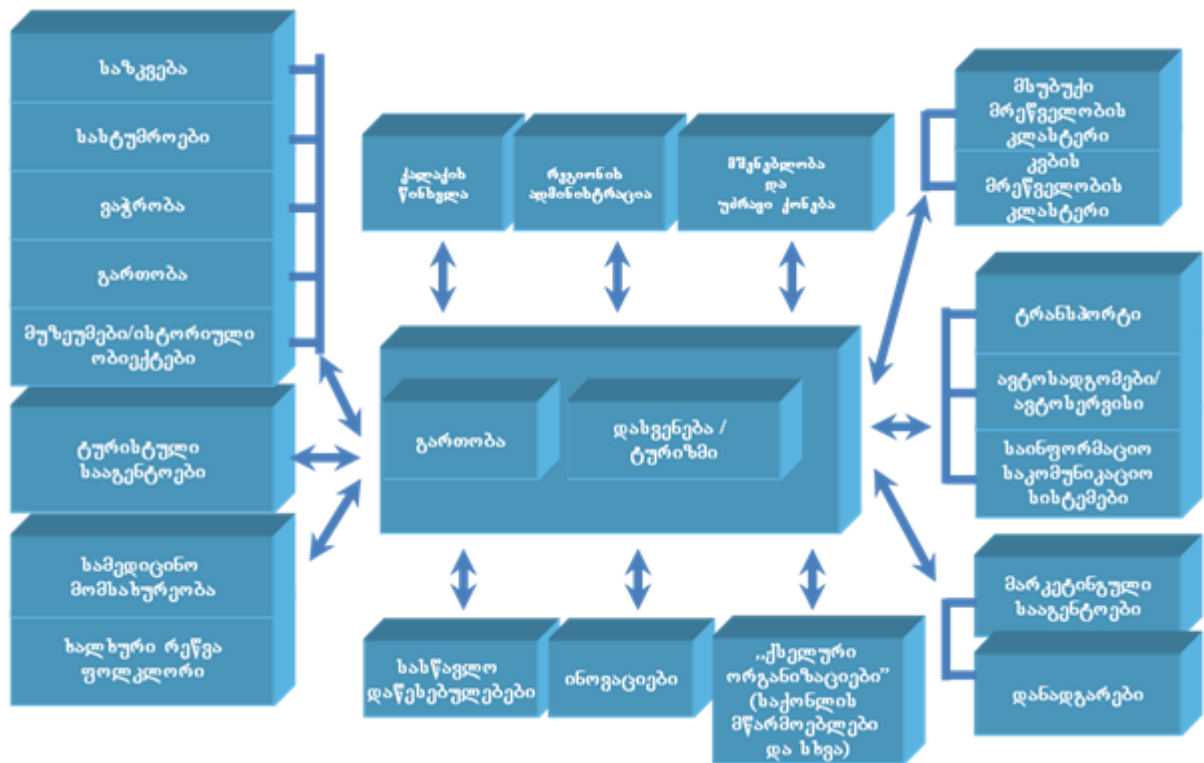 საზკვება
სასტუმროები
ვაჭრობა
გართობა
მუზეუმები/ისტორიული
ობიექტები
ტურისტული
სააგენტოები
სამედიცინო
მომსახურეობა
ხალხური რეწვა
ფოლკლორი
ქალაქის
წინსვლა
რეგიონის
ადმინისტრაცია
მშენებლობა
და
უძრავი ქონება
გართობა
დასვენება /
ტურიზმი
სასწავლო
დაწესებულებები
ინოვაციები
,,ქსელური
ორგანიზაციები”
(საქონლის
მწარმოებლები
და სხვა)
მსუბუქი
მრეწველობის
კლასტერი
კვბის
მრეწველობის
კლასტერი
ტრანსპორტი
ავტოსადგომები/
ავტოსერვისი
საინფორმაციო
საკომუნიკაციო
სისტემები
მარკეტინგული
სააგენტოები
დანადგარები